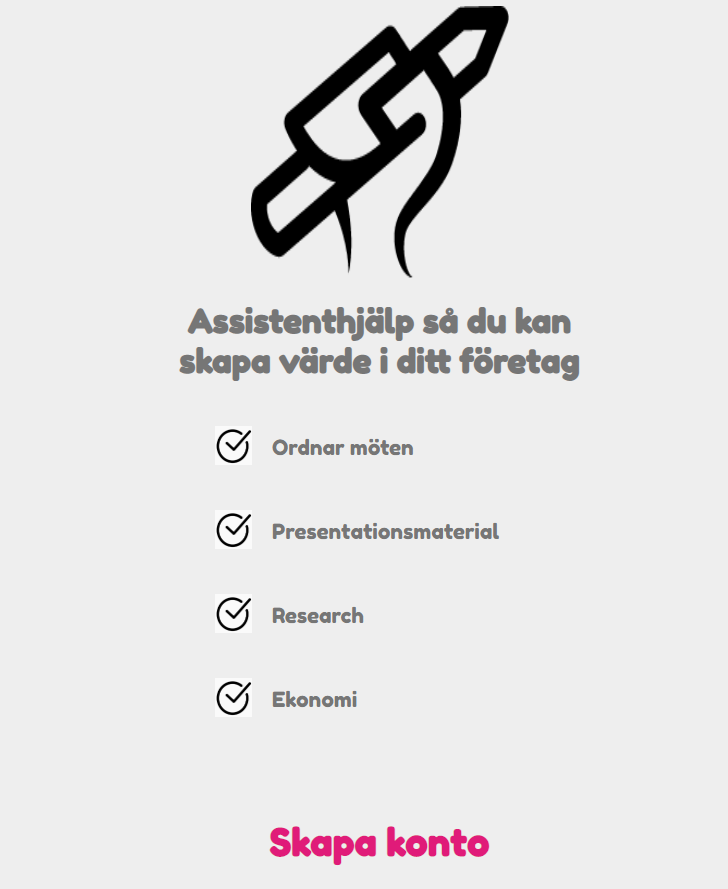 Assistenthjälp så du kan
skapa värde i ditt företag
Ordnar möten
Presentationsmaterial
Research
Ekonomi
Skapa konto